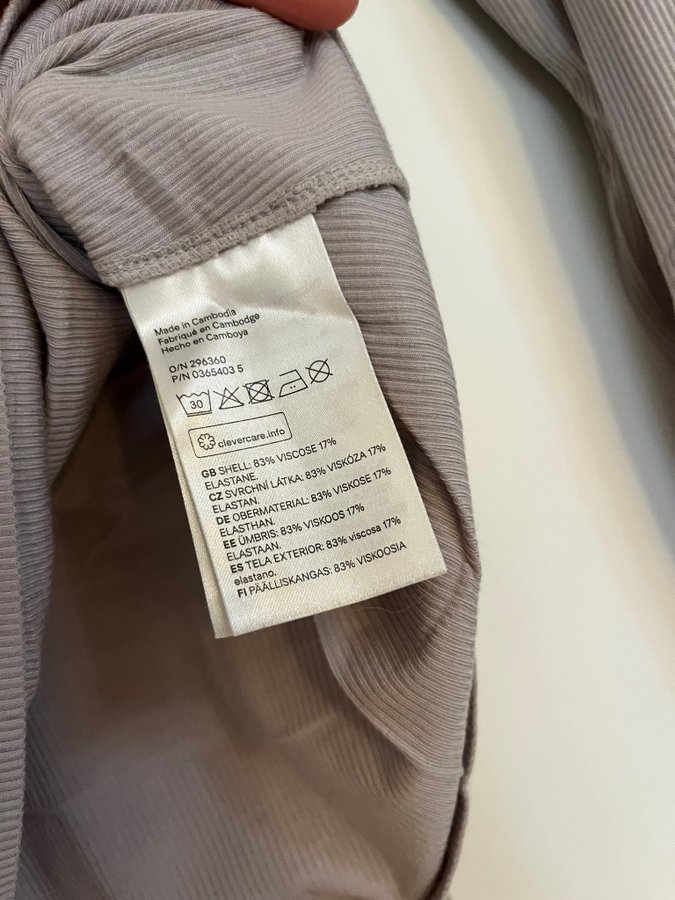 Made in Cambodia
Fabriqué en Cambodge
Hecho en Camboya
O/N 296360
P/N 0365403 5
30
clevercare.info
GB SHELL: 83% VISCOSE 17%
ELASTANE.
CZ SVRCHNÍ LÁTKA: 83% VISKÓZA 17%
ELASTAN.
DE OBERMATERIAL: 83% VISKOSE 17%
ELASTHAN.
EE ÜMBRIS: 83% VISKOOS 17%
ELASTAAN.
ES TELA EXTERIOR: 83% viscosa 17%
elastano.
FI PÄÄLLISKANGAS: 83% VISKOOSIA